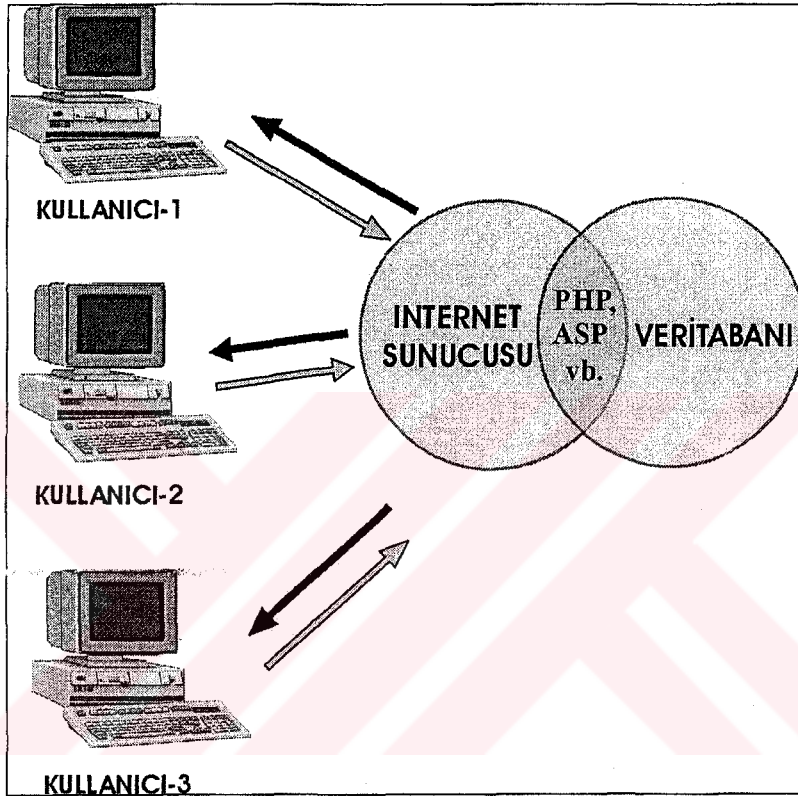 KULLANICI-1
INTERNET
SUNUCUSU
PHP,
ASP
vb.
VERİTABANI
KULLANICI-2
KULLANICI-3